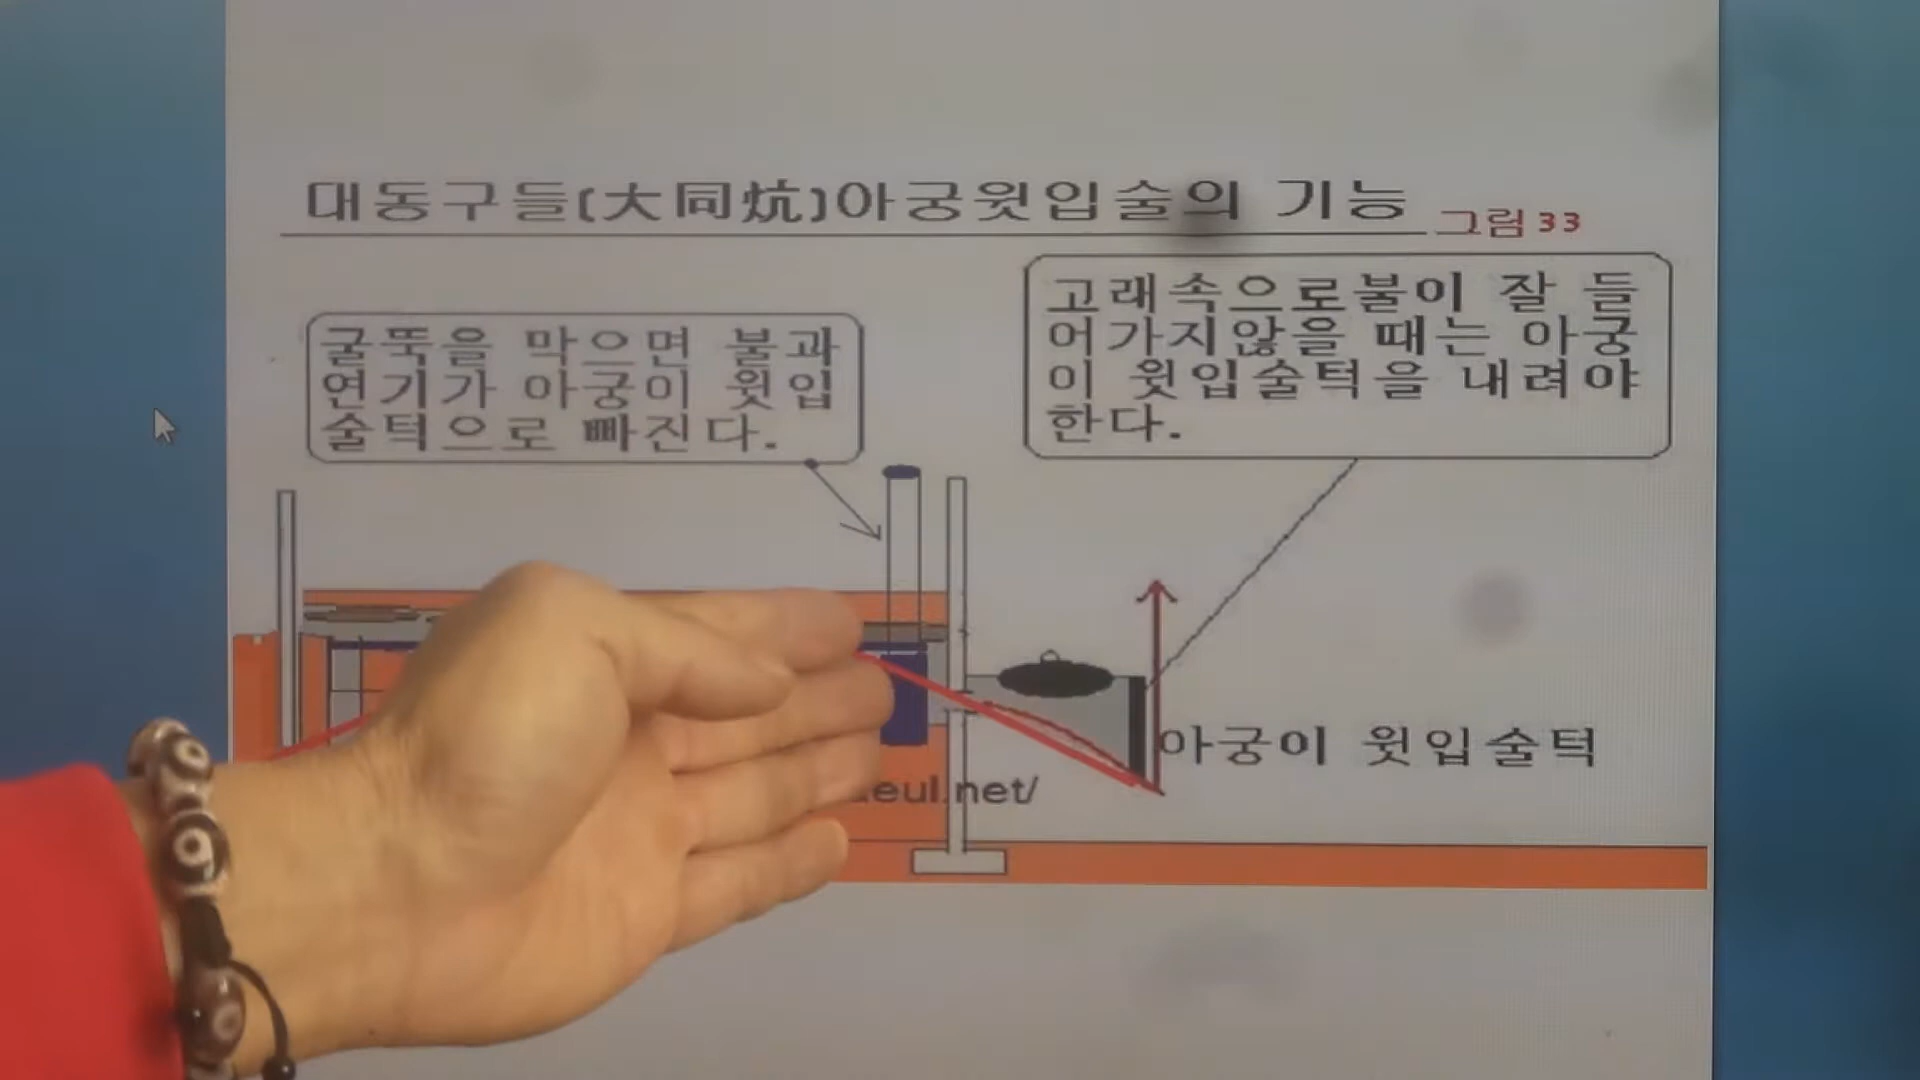 대동구들(大同炕)아궁윗입술의 기능
그림 33
고래속으로불이 잘 들
어가지않을 때는 아궁
이 윗입술턱을 내려야
한다.
굴뚝을 막으면 불과
연기가 아궁이 윗입
술턱으로 빠진다.
아궁이 윗입술턱
aeul.net/